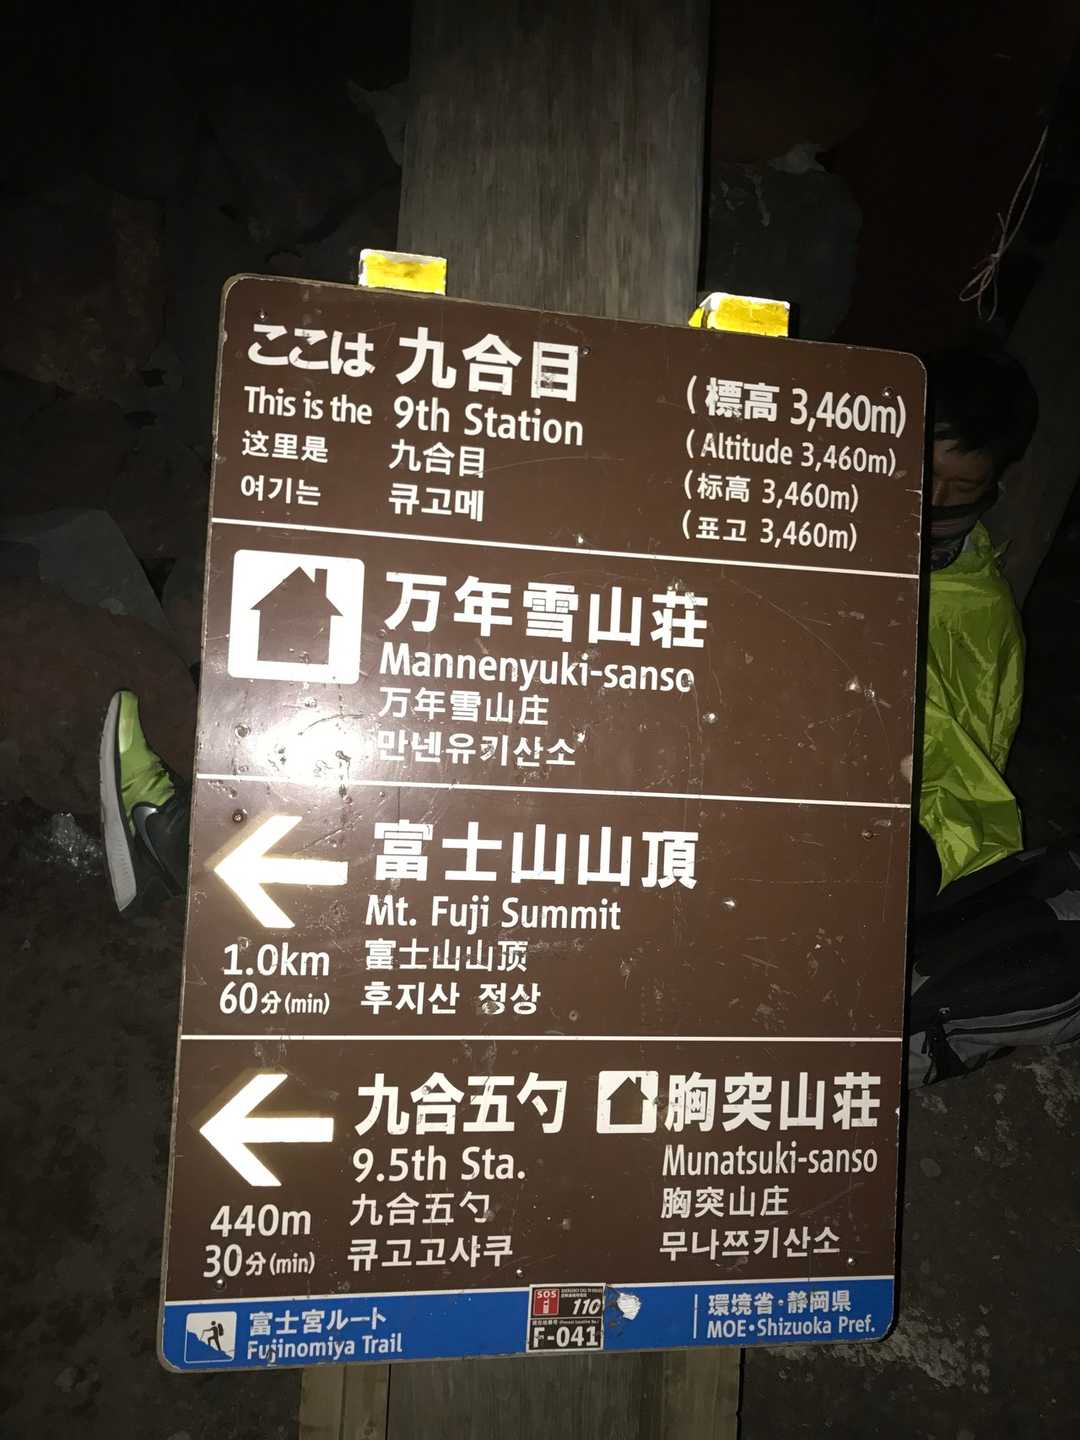 ここは 九合目 (標高 3,460m)
This is the 9th Station (Altitude 3,460m)
这里是 九合目 (标高 3,460m)
여기는 큐고메 (표고 3,460m)
万年雪山荘
Mannenyuki-sanso
万年雪山庄
만넨유키산소
富士山山頂
Mt. Fuji Summit
1.0km 富士山山顶
60分(min) 후지산 정상
九合五勺 胸突山荘
9.5th Sta. Munatsuki-sanso
440m 九合五勺 胸突山庄
30分(min) 큐고고샤쿠 무나쯔키산소
富士宮ルート
Fujinomiya Trail
SOS
110
F-041
環境省・静岡県
MOE・Shizuoka Pref.